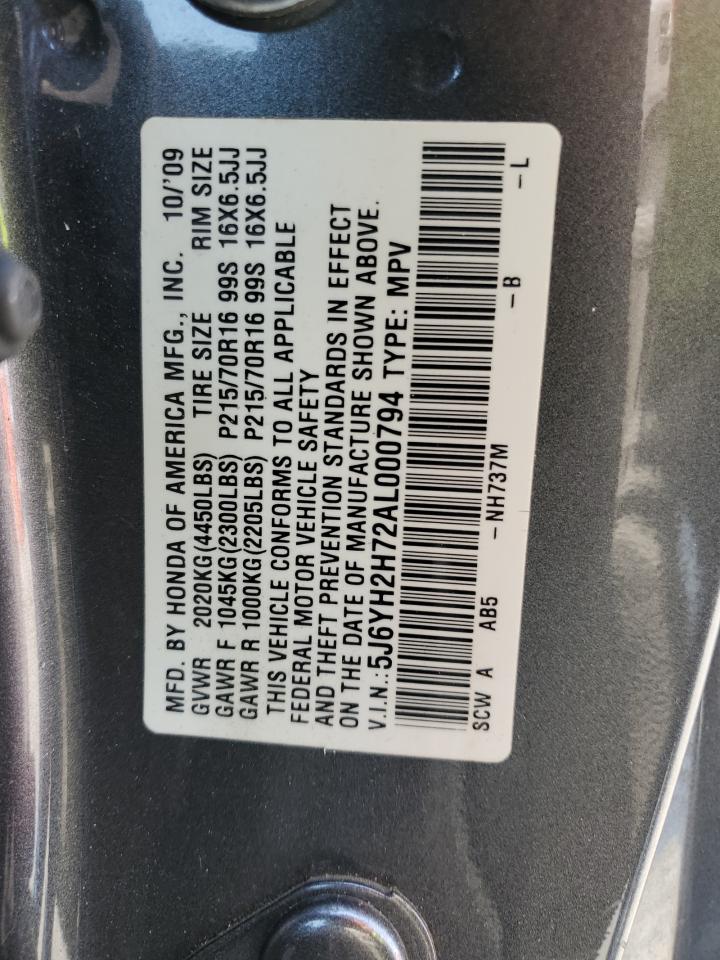 MFD. BY HONDA OF AMERICA MFG., INC. 10/'09
GVWR 2020KG(4450LBS) TIRE SIZE RIM SIZE
GAWR F 1045KG(2300LBS) P215/70R16 99S 16X6.5JJ
GAWR R 1000KG(2205LBS) P215/70R16 99S 16X6.5JJ
THIS VEHICLE CONFORMS TO ALL APPLICABLE
FEDERAL MOTOR VEHICLE SAFETY
AND THEFT PREVENTION STANDARDS IN EFFECT
ON THE DATE OF MANUFACTURE SHOWN ABOVE.
V.I.N.:5J6YH2H72AL000794 TYPE: MPV
SCW A AB5 -NH737M -B -L